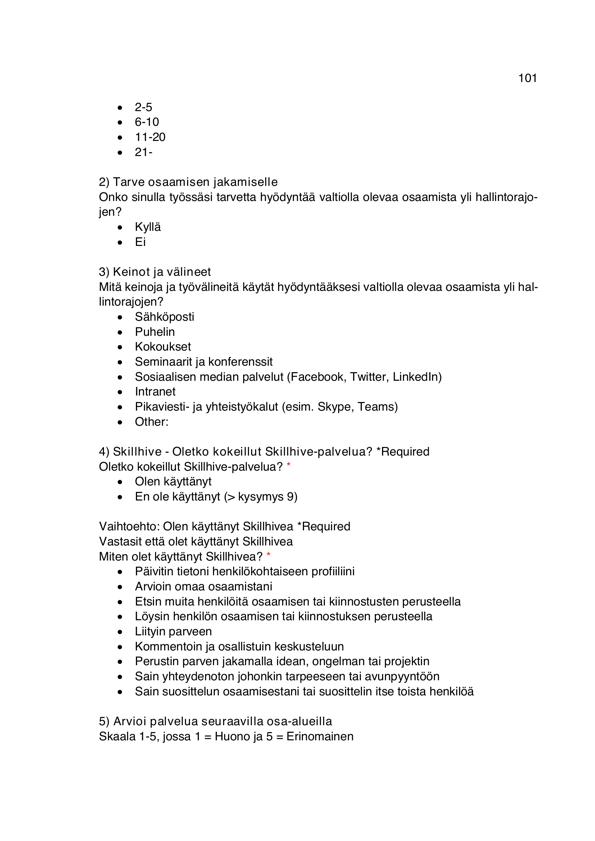 101
• 2-5
• 6-10
• 11-20
• 21-
2) Tarve osaamisen jakamiselle
Onko sinulla työssäsi tarvetta hyödyntää valtiolla olevaa osaamista yli hallintorajo-
jen?
• Kyllä
• Ei
3) Keinot ja välineet
Mitä keinoja ja työvälineitä käytät hyödyntääksesi valtiolla olevaa osaamista yli hal-
lintorajojen?
• Sähköposti
• Puhelin
• Kokoukset
• Seminaarit ja konferenssit
• Sosiaalisen median palvelut (Facebook, Twitter, LinkedIn)
• Intranet
• Pikaviesti- ja yhteistyökalut (esim. Skype, Teams)
• Other:
4) Skillhive - Oletko kokeillut Skillhive-palvelua? *Required
Oletko kokeillut Skillhive-palvelua? *
• Olen käyttänyt
• En ole käyttänyt (> kysymys 9)
Vaihtoehto: Olen käyttänyt Skillhivea *Required
Vastasit että olet käyttänyt Skillhivea
Miten olet käyttänyt Skillhivea? *
• Päivitin tietoni henkilökohtaiseen profiiliini
• Arvioin omaa osaamistani
• Etsin muita henkilöitä osaamisen tai kiinnostusten perusteella
• Löysin henkilön osaamisen tai kiinnostuksen perusteella
• Liityin parveen
• Kommentoin ja osallistuin keskusteluun
• Perustin parven jakamalla idean, ongelman tai projektin
• Sain yhteydenoton johonkin tarpeeseen tai avunpyyntöön
• Sain suosittelun osaamisestani tai suosittelin itse toista henkilöä
5) Arvioi palvelua seuraavilla osa-alueilla
Skaala 1-5, jossa 1 = Huono ja 5 = Erinomainen